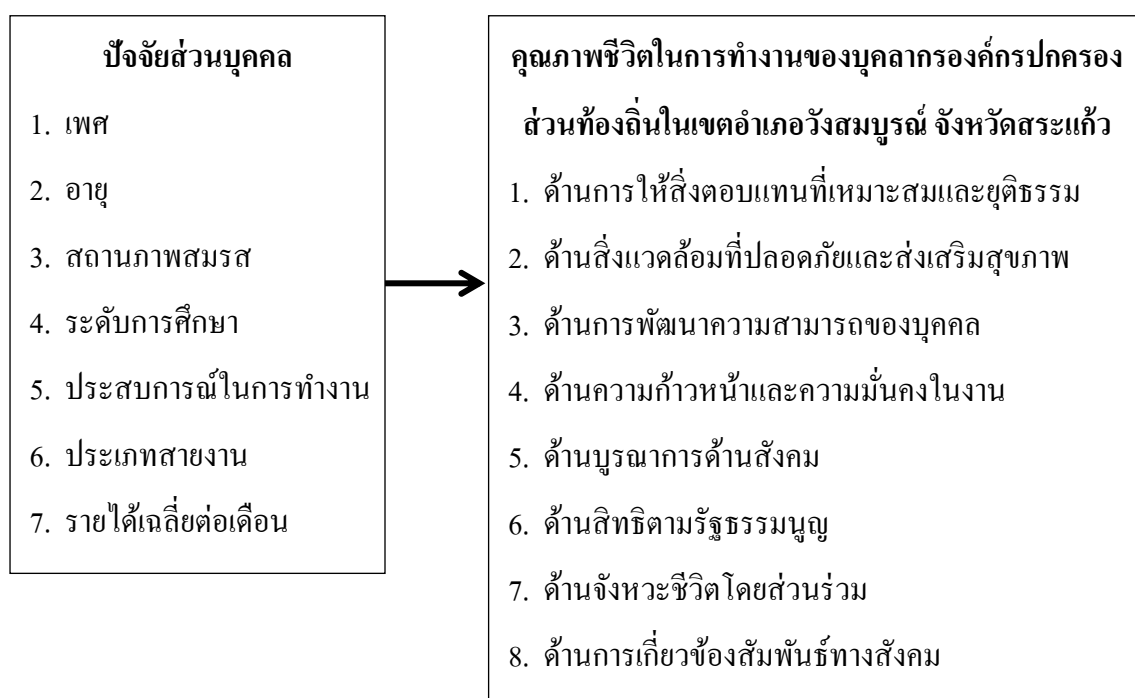 ปัจจัยส่วนบุคคล
1. เพศ
2. อายุ
3. สถานภาพสมรส
4. ระดับการศึกษา
5. ประสบการณ์ในการทำงาน
6. ประเภทสายงาน
7. รายได้เฉลี่ยต่อเดือน
คุณภาพชีวิตในการทำงานของบุคลากรองค์กรปกครอง
ส่วนท้องถิ่นในเขตอำเภอวังสมบูรณ์ จังหวัดสระแก้ว
1. ด้านการให้สิ่งตอบแทนที่เหมาะสมและยุติธรรม
2. ด้านสิ่งแวดล้อมที่ปลอดภัยและส่งเสริมสุขภาพ
3. ด้านการพัฒนาความสามารถของบุคคล
4. ด้านความก้าวหน้าและความมั่นคงในงาน
5. ด้านบูรณาการด้านสังคม
6. ด้านสิทธิตามรัฐธรรมนูญ
7. ด้านจังหวะชีวิตโดยส่วนร่วม
8. ด้านการเกี่ยวข้องสัมพันธ์ทางสังคม